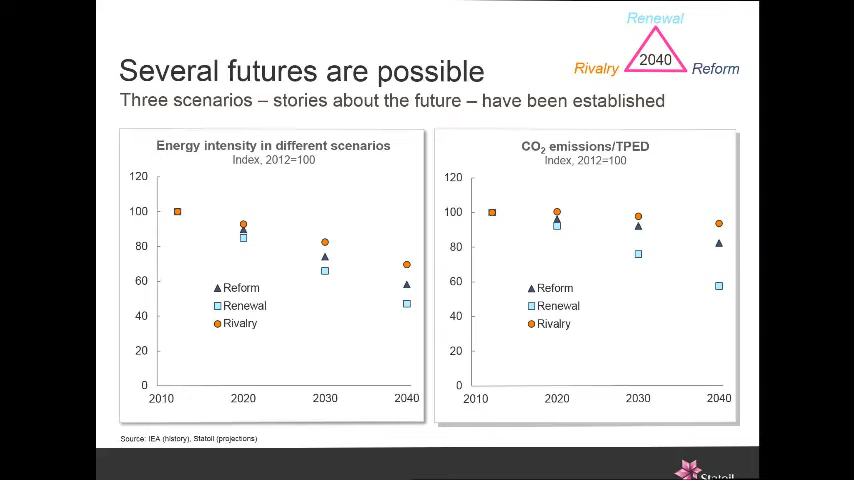 Renewal
Rivalry
2040
Reform
Several futures are possible
Three scenarios – stories about the future – have been established
Energy intensity in different scenarios
Index, 2012=100
120
100
80
60
40
20
0
2010
2020
2030
2040
Reform
Renewal
Rivalry
CO2 emissions/TPED
Index, 2012=100
120
100
80
60
40
20
0
2010
2020
2030
2040
Reform
Renewal
Rivalry
Source: IEA (history), Statoil (projections)
Statoil